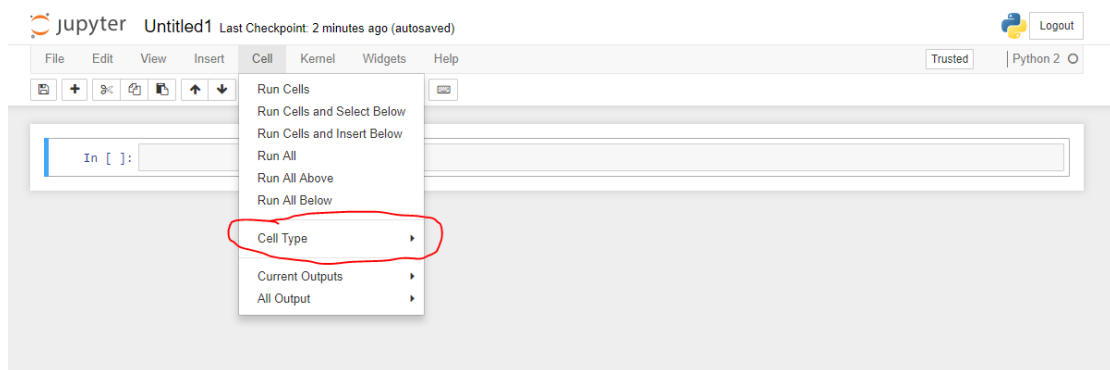 jupyter Untitled1 Last Checkpoint: 2 minutes ago (autosaved) Logout
File Edit View Insert Cell Kernel Widgets Help Trusted Python 2
Run Cells
Run Cells and Select Below
Run Cells and Insert Below
In [ ]:
Run All
Run All Above
Run All Below
Cell Type
Current Outputs
All Output